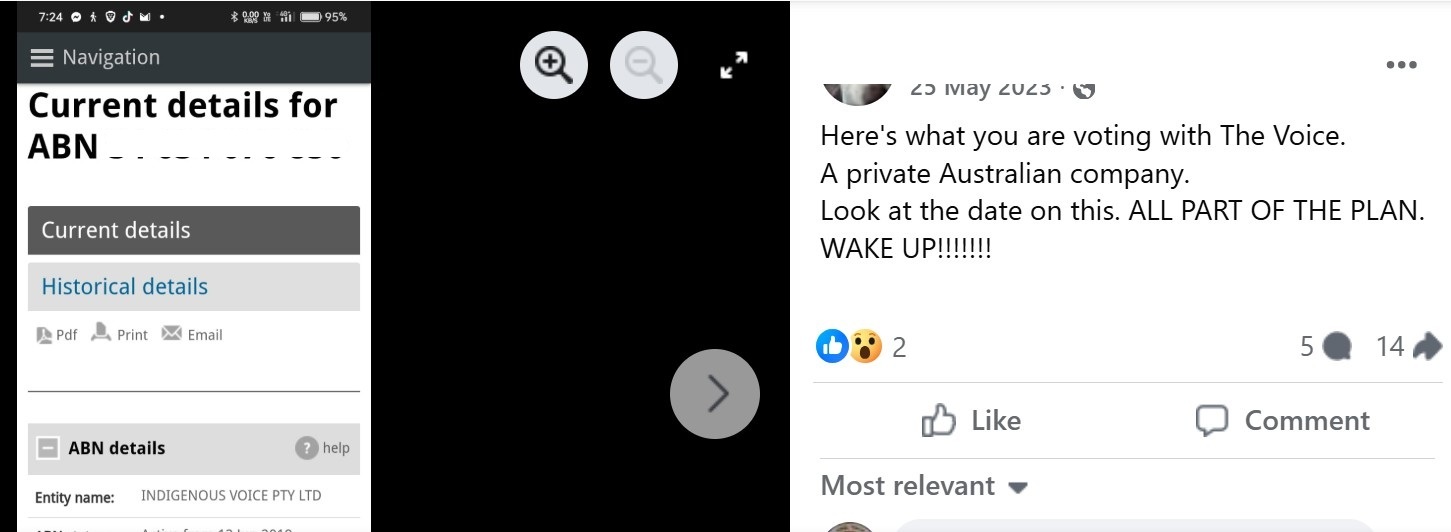 7:24
0.00 KB/S
95%
Navigation
Current details for
ABN
Current details
Historical details
Pdf Print Email
ABN details
help
Entity name: INDIGENOUS VOICE PTY LTD
25 May 2023 ·
Here's what you are voting with The Voice.
A private Australian company.
Look at the date on this. ALL PART OF THE PLAN.
WAKE UP!!!!!!!
2
5
14
Like
Comment
Most relevant